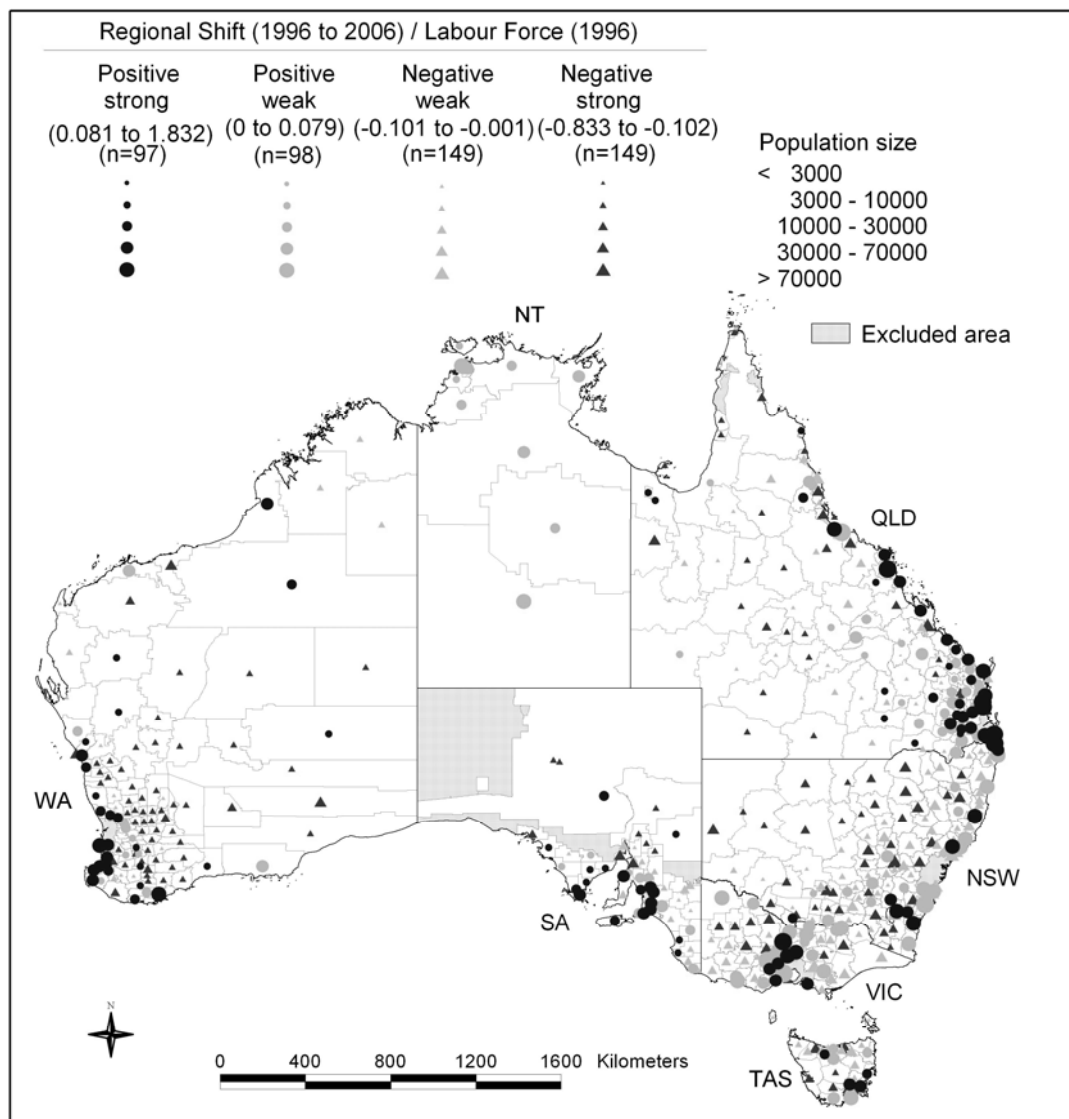 Regional Shift (1996 to 2006) / Labour Force (1996)
Positive strong (0.081 to 1.832) (n=97)
Positive weak (0 to 0.079) (n=98)
Negative weak (-0.101 to -0.001) (n=149)
Negative strong (-0.833 to -0.102) (n=149)
Population size
< 3000
3000 - 10000
10000 - 30000
30000 - 70000
> 70000
Excluded area
NT
QLD
WA
SA
NSW
VIC
TAS
N
0 400 800 1200 1600 Kilometers